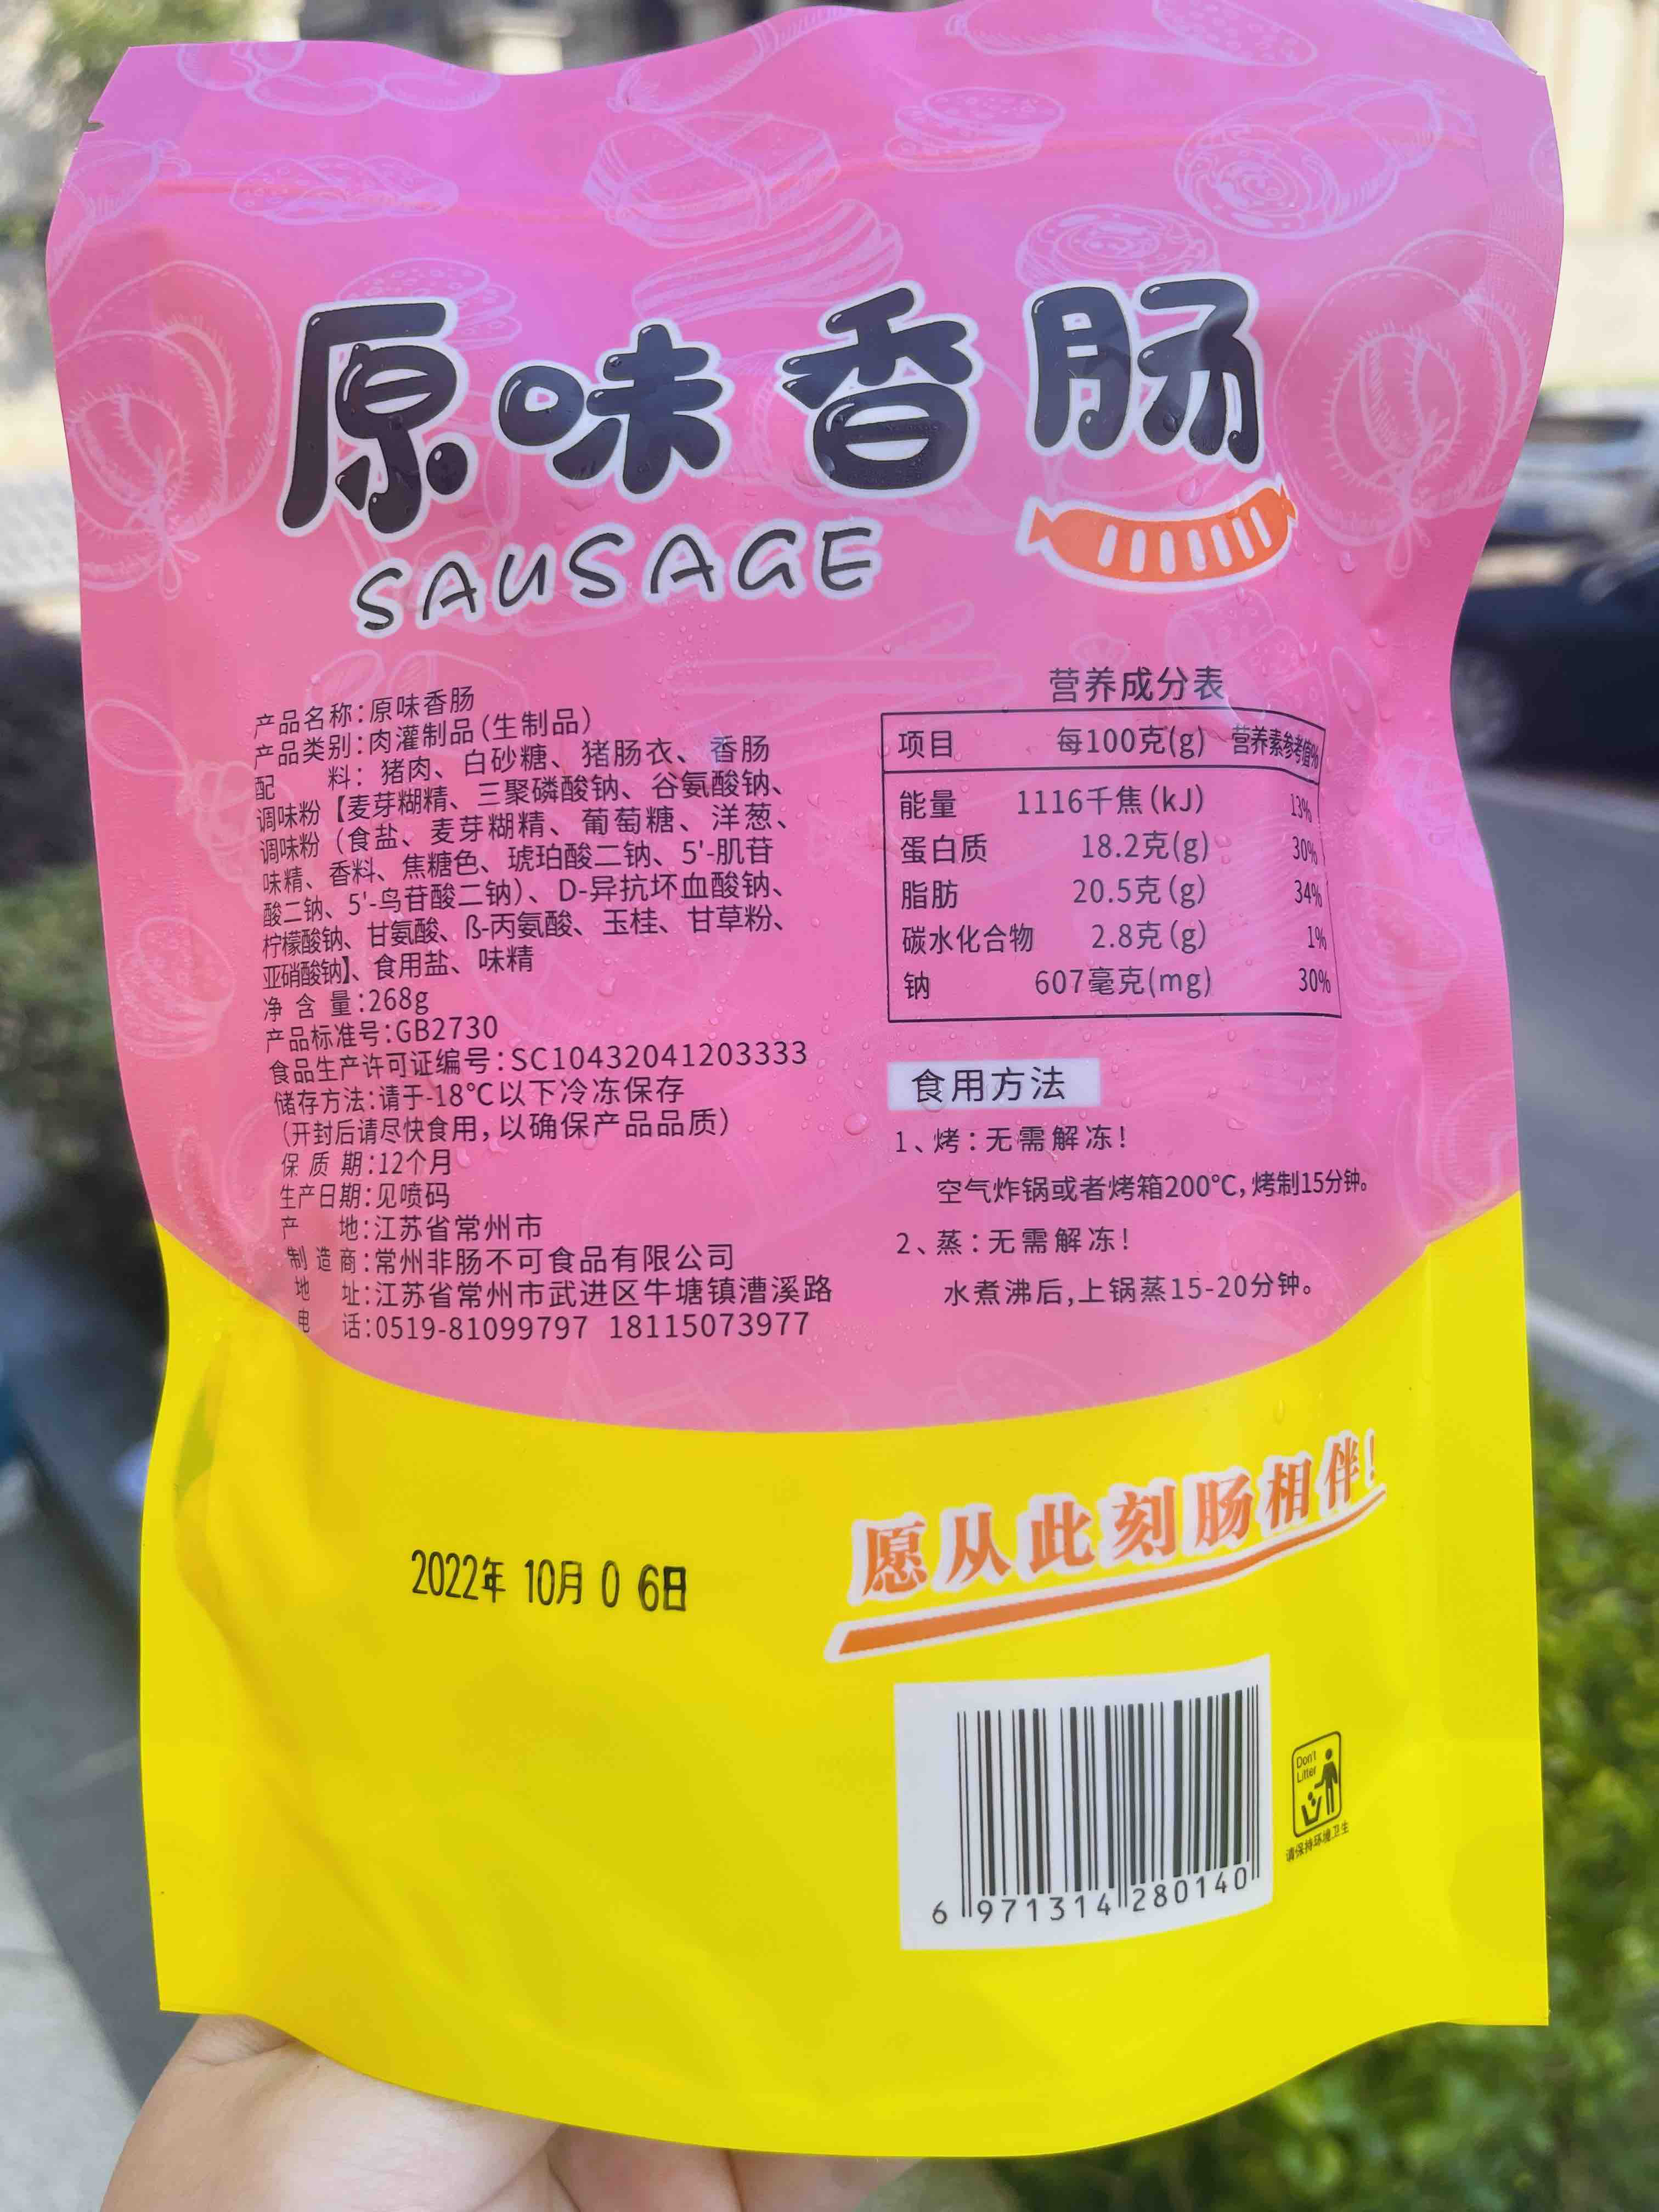 原味香肠
SAUSAGE
产品名称:原味香肠
产品类别:肉灌制品(生制品)
配 料:猪肉、白砂糖、猪肠衣、香肠
调味粉【麦芽糊精、三聚磷酸钠、谷氨酸钠、
调味粉(食盐、麦芽糊精、葡萄糖、洋葱、
味精、香料、焦糖色、琥珀酸二钠、5'-肌苷
酸二钠、5'-鸟苷酸二钠)、D-异抗坏血酸钠、
柠檬酸钠、甘氨酸、ß-丙氨酸、玉桂、甘草粉、
亚硝酸钠】、食用盐、味精
净含量:268g
产品标准号:GB2730
食品生产许可证编号:SC10432041203333
储存方法:请于-18℃以下冷冻保存
(开封后请尽快食用,以确保产品品质)
保质期:12个月
生产日期:见喷码
产 地:江苏省常州市
制造商:常州非肠不可食品有限公司
地 址:江苏省常州市武进区牛塘镇漕溪路
电 话:0519-81099797 18115073977
营养成分表
项目 每100克(g) 营养素参考值%
能量 1116千焦(kJ) 13%
蛋白质 18.2克(g) 30%
脂肪 20.5克(g) 34%
碳水化合物 2.8克(g) 1%
钠 607毫克(mg) 30%
食用方法
1、烤:无需解冻!
空气炸锅或者烤箱200℃,烤制15分钟。
2、蒸:无需解冻!
水煮沸后,上锅蒸15-20分钟。
愿从此刻肠相伴!
2022年 10月 0 6日
6 971314 280140
Don't
Litter
请保持环境卫生